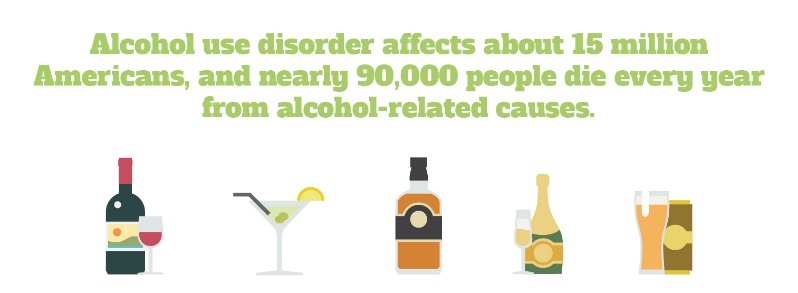 Alcohol use disorder affects about 15 million
Americans, and nearly 90,000 people die every year
from alcohol-related causes.